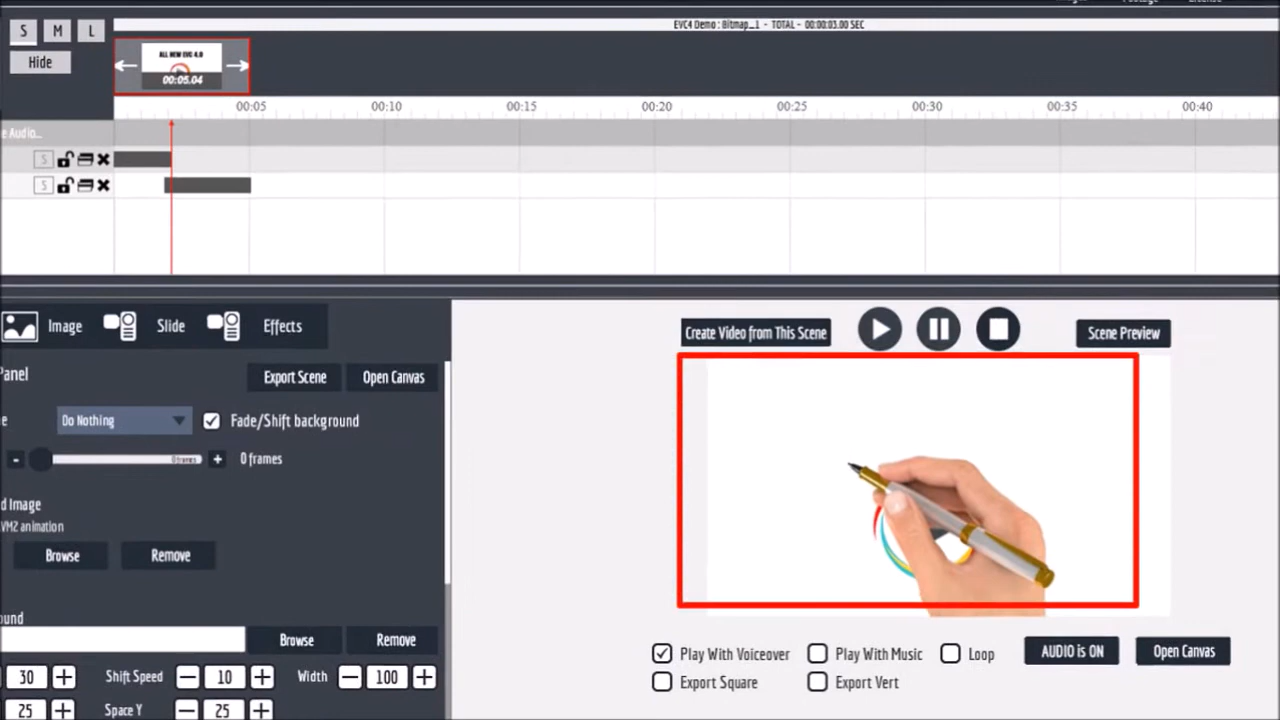 S M L
EVC4 Demo : Bitmap_1 - TOTAL - 00:00:03.00 SEC
Hide
ALL NEW EVC 4.0
00:05.04
00:05 00:10 00:15 00:20 00:25 00:30 00:35 00:40
e Audio...
S
S
Image Slide Effects
Create Video from This Scene
Scene Preview
Panel
Export Scene Open Canvas
e Do Nothing Fade/Shift background
- 0 frames + 0 frames
d Image
VM2 animation
Browse Remove
ound
Browse Remove
Play With Voiceover Play With Music Loop AUDIO is ON Open Canvas
Export Square Export Vert
30 + Shift Speed - 10 + Width - 100 +
25 + Space Y - 25 +